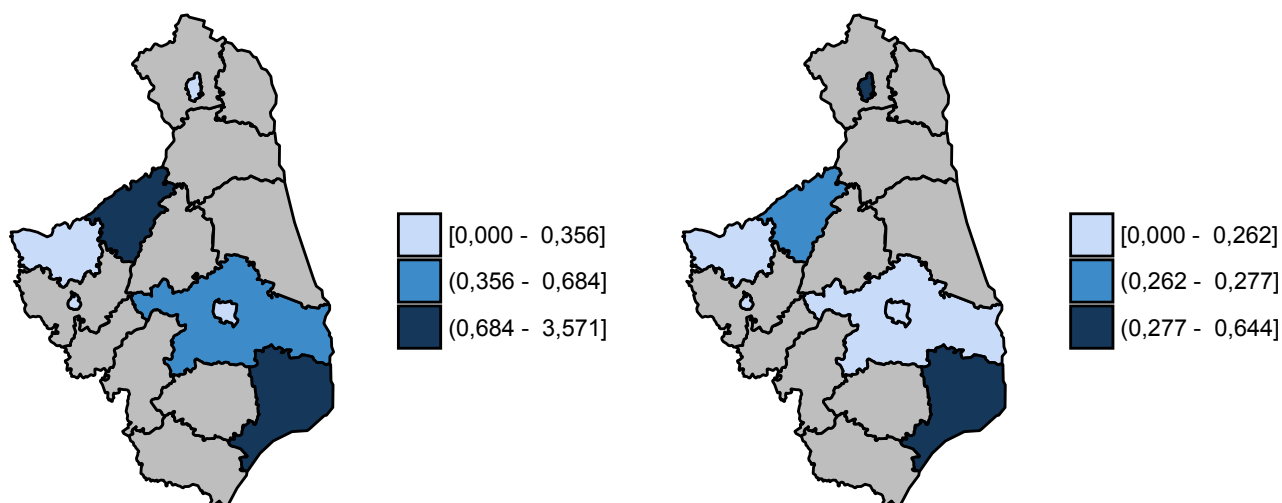 [0,000 - 0,356]
(0,356 - 0,684]
(0,684 - 3,571]
[0,000 - 0,262]
(0,262 - 0,277]
(0,277 - 0,644]